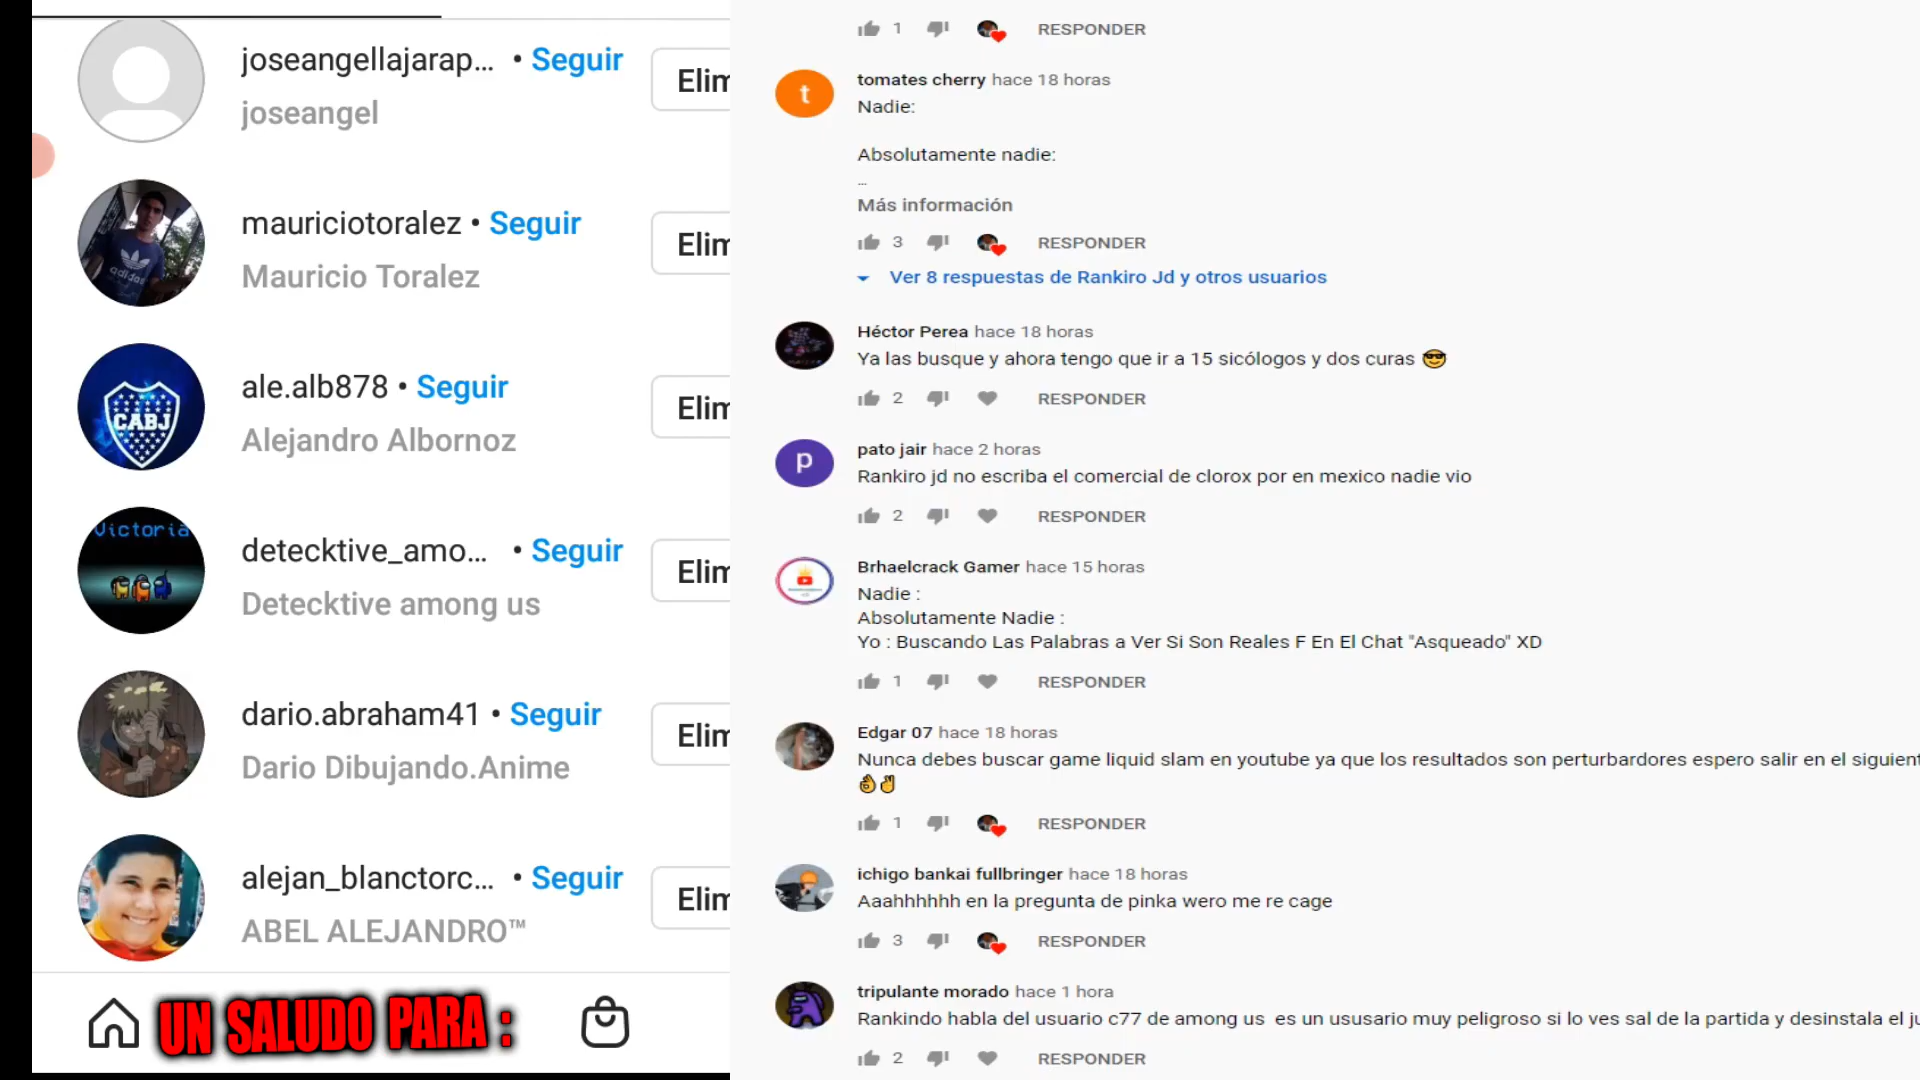 joseangellajarap... • Seguir
joseangel
Elim
mauriciotoralez • Seguir
Mauricio Toralez
Elim
adidas
ale.alb878 • Seguir
Alejandro Albornoz
Elim
CABJ
detecktive_amo... • Seguir
Detecktive among us
Elim
Victoria
dario.abraham41 • Seguir
Dario Dibujando.Anime
Elim
alejan_blanctorc... • Seguir
ABEL ALEJANDRO™
Elim
UN SALUDO PARA :
1 RESPONDER
t
tomates cherry hace 18 horas
Nadie:
Absolutamente nadie:
...
Más información
3 RESPONDER
Ver 8 respuestas de Rankiro Jd y otros usuarios
Héctor Perea hace 18 horas
Ya las busque y ahora tengo que ir a 15 sicólogos y dos curas 😎
2 RESPONDER
p
pato jair hace 2 horas
Rankiro jd no escriba el comercial de clorox por en mexico nadie vio
2 RESPONDER
Brhaelcrack Gamer hace 15 horas
Nadie :
Absolutamente Nadie :
Yo : Buscando Las Palabras a Ver Si Son Reales F En El Chat "Asqueado" XD
1 RESPONDER
Edgar 07 hace 18 horas
Nunca debes buscar game liquid slam en youtube ya que los resultados son perturbardores espero salir en el siguient
👌✌
1 RESPONDER
ichigo bankai fullbringer hace 18 horas
Aaahhhhhh en la pregunta de pinka wero me re cage
3 RESPONDER
tripulante morado hace 1 hora
Rankindo habla del usuario c77 de among us es un ususario muy peligroso si lo ves sal de la partida y desinstala el ju
2 RESPONDER